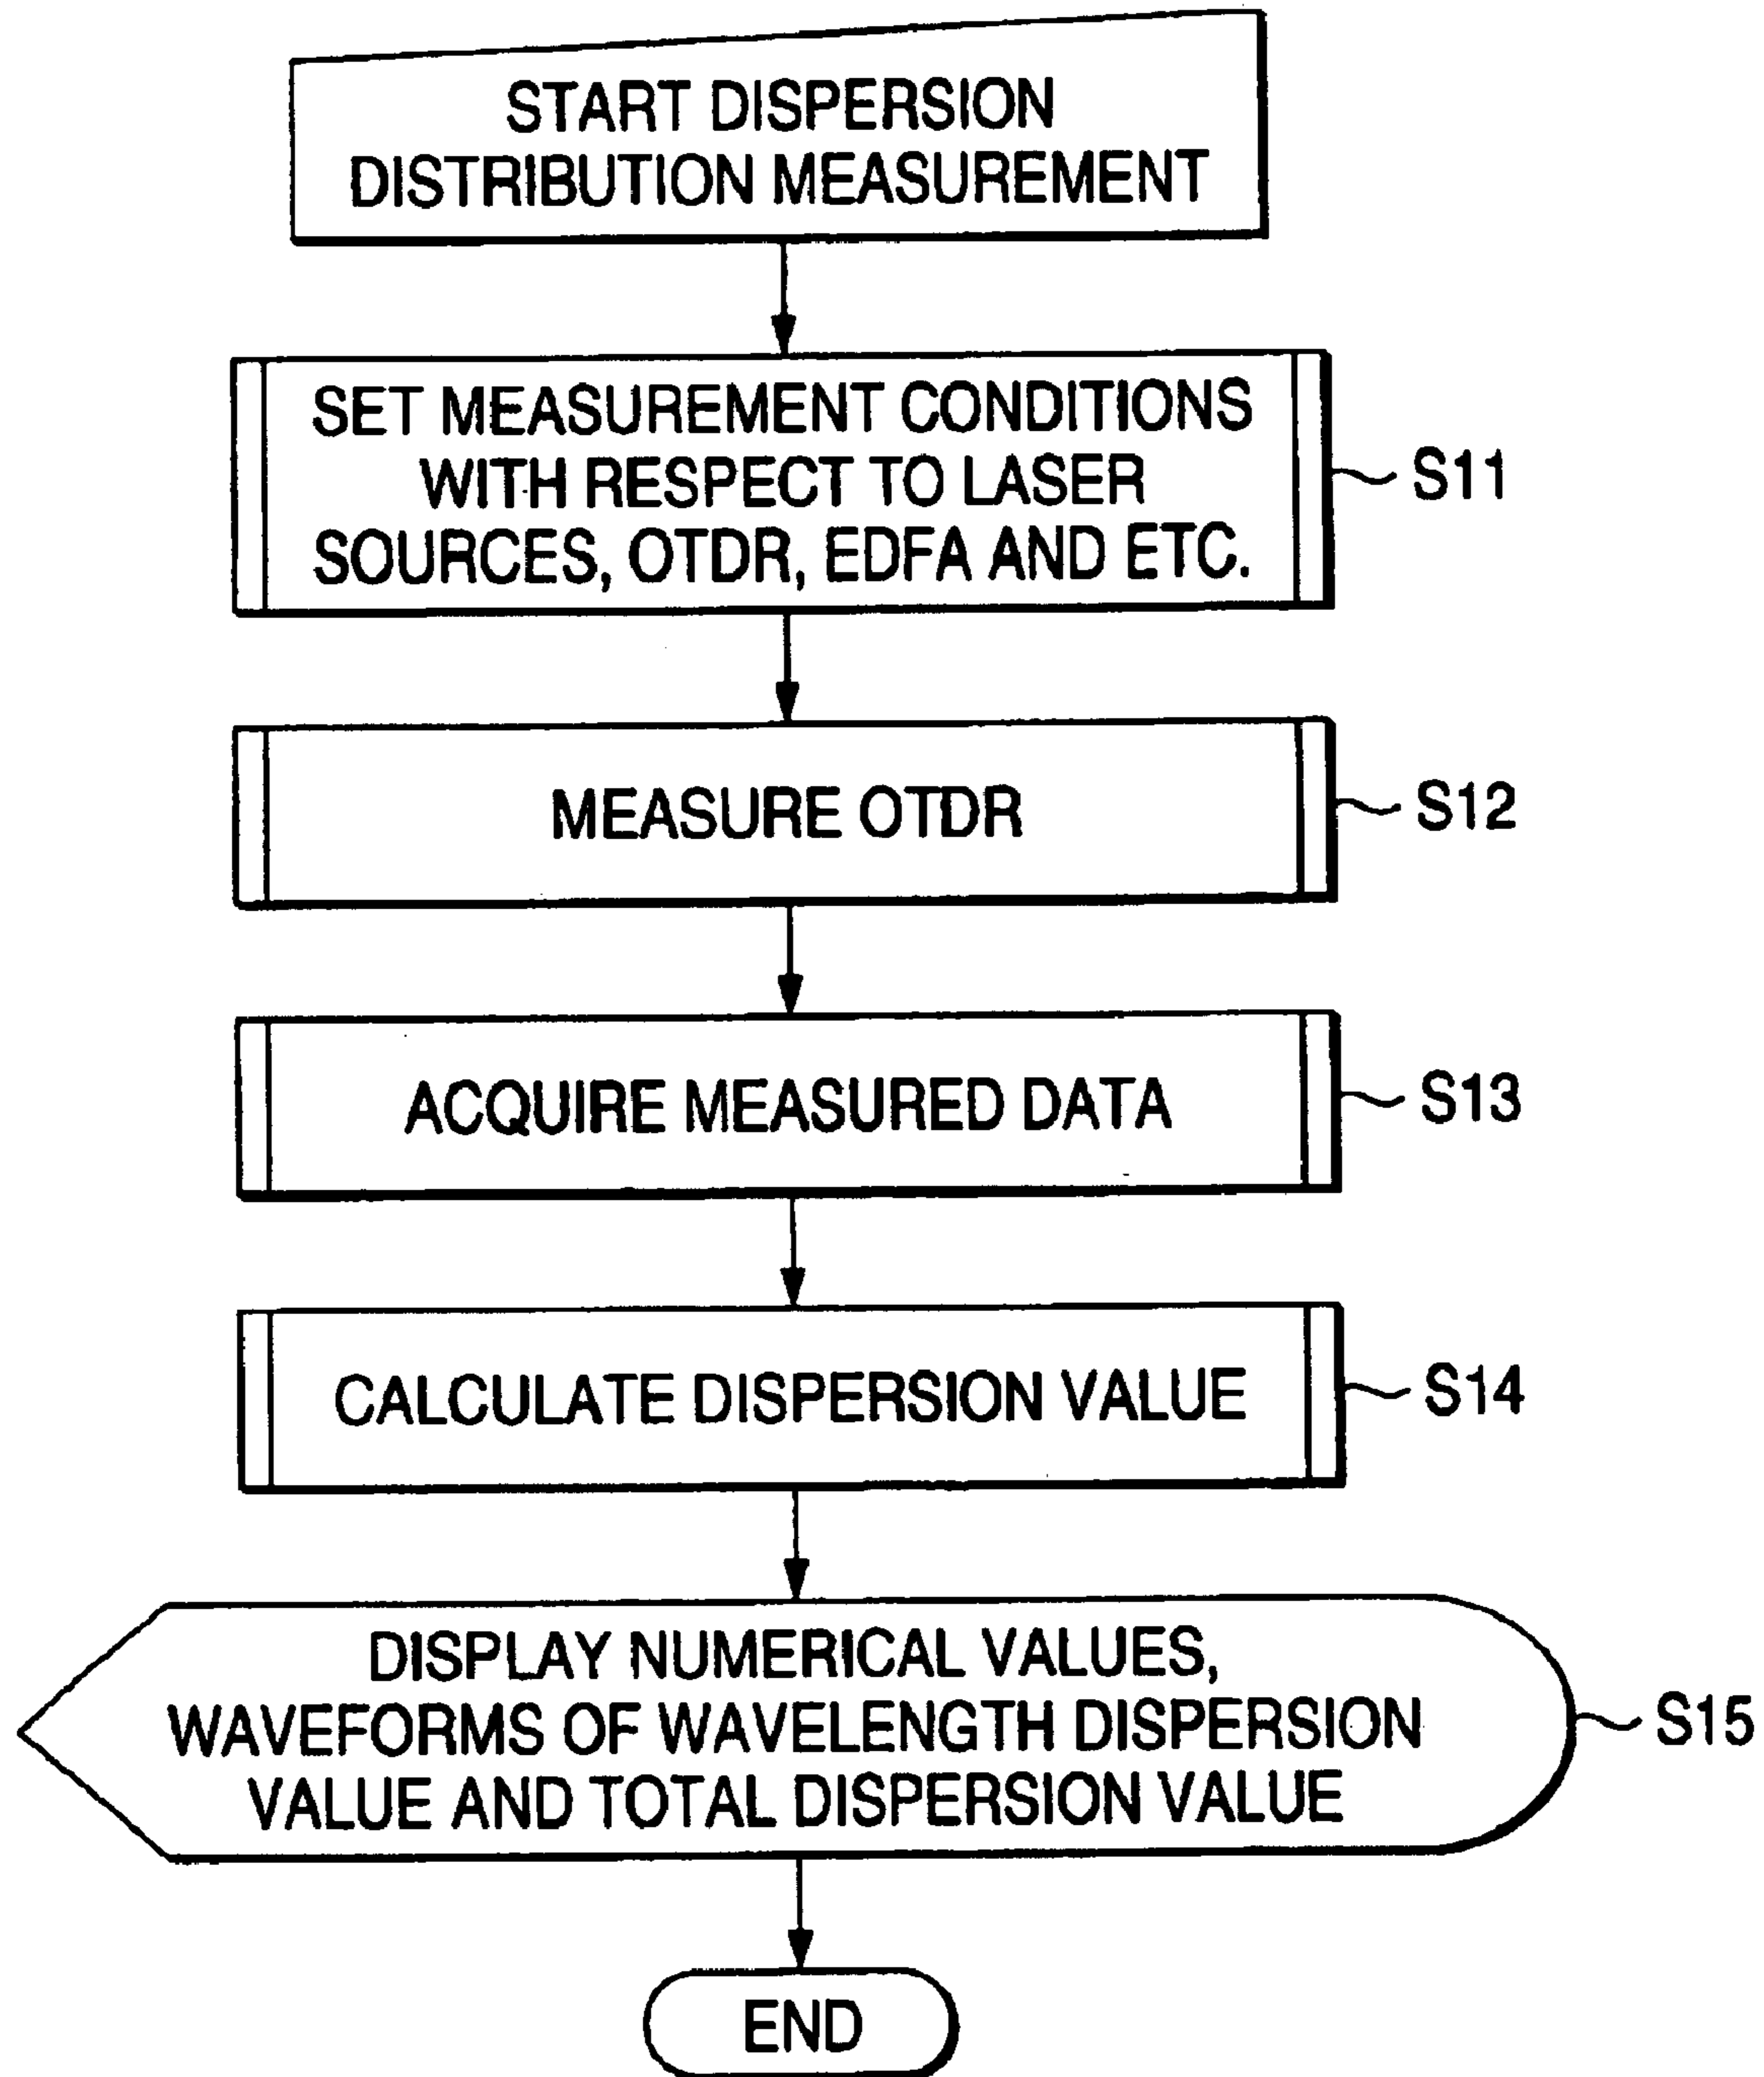 START DISPERSION
DISTRIBUTION MEASUREMENT
SET MEASUREMENT CONDITIONS
WITH RESPECT TO LASER
SOURCES, OTDR, EDFA AND ETC.
S11
MEASURE OTDR
S12
ACQUIRE MEASURED DATA
S13
CALCULATE DISPERSION VALUE
S14
DISPLAY NUMERICAL VALUES,
WAVEFORMS OF WAVELENGTH DISPERSION
VALUE AND TOTAL DISPERSION VALUE
S15
END